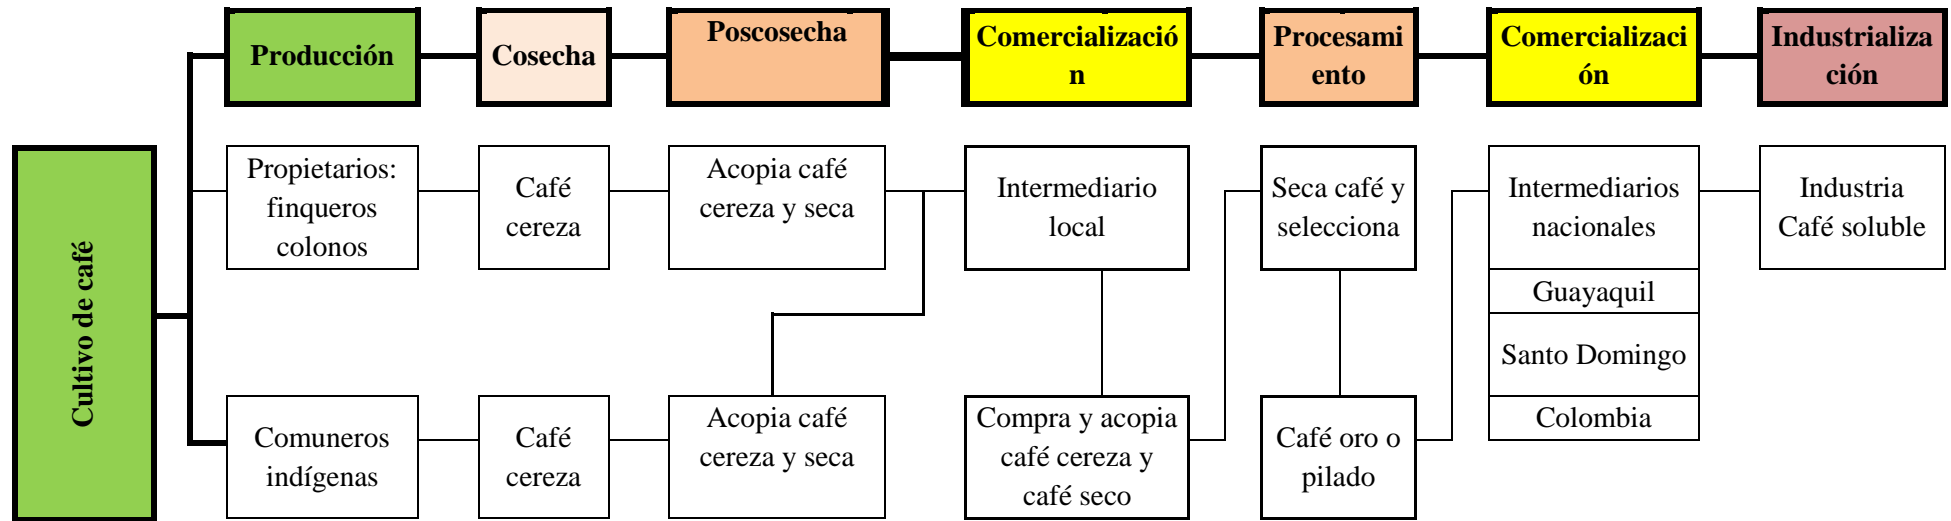 Producción
Cosecha
Poscosecha
Comercializació
n
Procesami
ento
Comercializaci
ón
Industrializa
ción
Cultivo de café
Propietarios:
finqueros
colonos
Café
cereza
Acopia café
cereza y seca
Intermediario
local
Seca café y
selecciona
Intermediarios
nacionales
Industria
Café soluble
Guayaquil
Santo Domingo
Colombia
Comuneros
indígenas
Café
cereza
Acopia café
cereza y seca
Compra y acopia
café cereza y
café seco
Café oro o
pilado